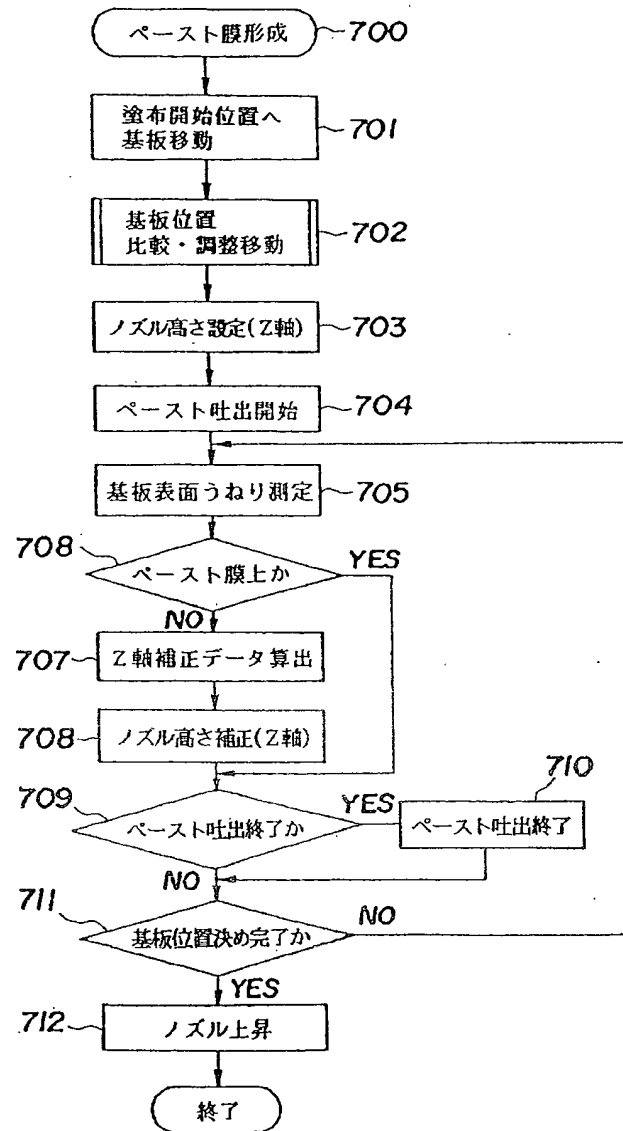 ペースト膜形成
700
塗布開始位置へ
基板移動
701
基板位置
比較・調整移動
702
ノズル高さ設定(Z軸)
703
ペースト吐出開始
704
基板表面うねり測定
705
708
ペースト膜上か
YES
NO
707
Z軸補正データ算出
708
ノズル高さ補正(Z軸)
709
ペースト吐出終了か
YES
710
ペースト吐出終了
NO
711
基板位置決め完了か
NO
YES
712
ノズル上昇
終了